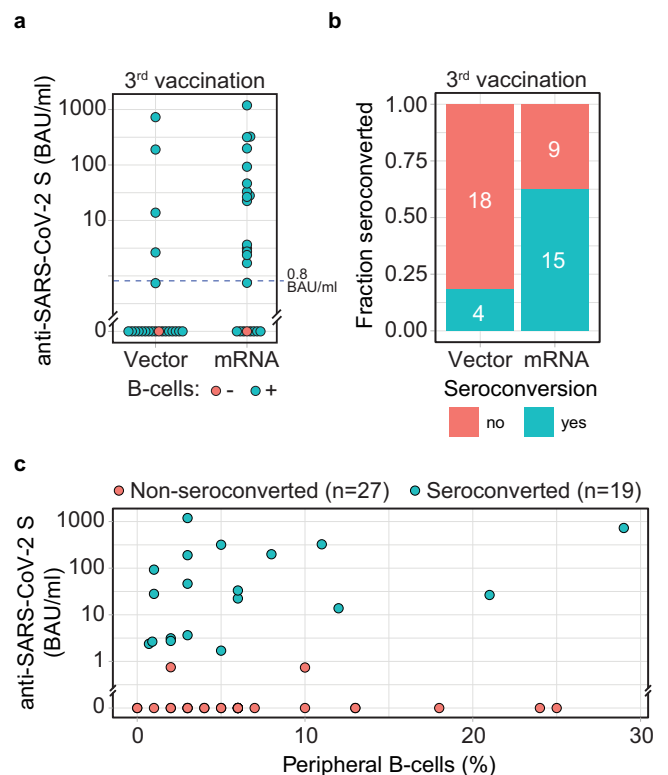 a
3rd vaccination
anti-SARS-CoV-2 S (BAU/ml)
1000
100
10
0
0.8
BAU/ml
Vector
mRNA
B-cells: - +
b
3rd vaccination
Fraction seroconverted
1.00
0.75
0.50
0.25
0.00
18
4
9
15
Vector
mRNA
Seroconversion
no
yes
c
Non-seroconverted (n=27)
Seroconverted (n=19)
anti-SARS-CoV-2 S
(BAU/ml)
1000
100
10
1
0
0
10
20
30
Peripheral B-cells (%)